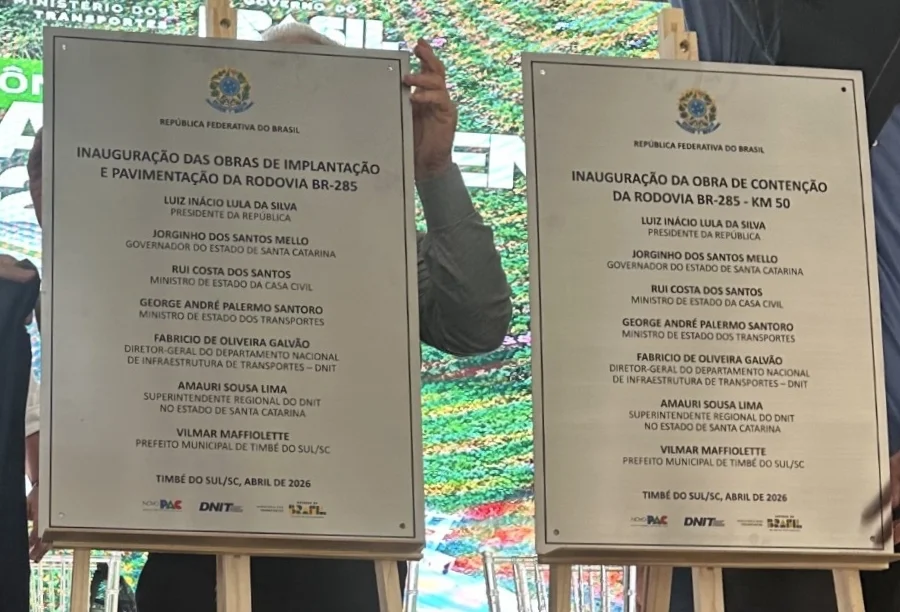 MINISTÉRIO DOS
TRANSPORTES
GOVERNO DO
BRASIL
REPÚBLICA FEDERATIVA DO BRASIL
INAUGURAÇÃO DAS OBRAS DE IMPLANTAÇÃO
E PAVIMENTAÇÃO DA RODOVIA BR-285
LUIZ INÁCIO LULA DA SILVA
PRESIDENTE DA REPÚBLICA
JORGINHO DOS SANTOS MELLO
GOVERNADOR DO ESTADO DE SANTA CATARINA
RUI COSTA DOS SANTOS
MINISTRO DE ESTADO DA CASA CIVIL
GEORGE ANDRÉ PALERMO SANTORO
MINISTRO DE ESTADO DOS TRANSPORTES
FABRICIO DE OLIVEIRA GALVÃO
DIRETOR-GERAL DO DEPARTAMENTO NACIONAL
DE INFRAESTRUTURA DE TRANSPORTES – DNIT
AMAURI SOUSA LIMA
SUPERINTENDENTE REGIONAL DO DNIT
NO ESTADO DE SANTA CATARINA
VILMAR MAFFIOLETTE
PREFEITO MUNICIPAL DE TIMBÉ DO SUL/SC
TIMBÉ DO SUL/SC, ABRIL DE 2026
NOVO PAC DNIT BRASIL
REPÚBLICA FEDERATIVA DO BRASIL
INAUGURAÇÃO DA OBRA DE CONTENÇÃO
DA RODOVIA BR-285 - KM 50
LUIZ INÁCIO LULA DA SILVA
PRESIDENTE DA REPÚBLICA
JORGINHO DOS SANTOS MELLO
GOVERNADOR DO ESTADO DE SANTA CATARINA
RUI COSTA DOS SANTOS
MINISTRO DE ESTADO DA CASA CIVIL
GEORGE ANDRÉ PALERMO SANTORO
MINISTRO DE ESTADO DOS TRANSPORTES
FABRICIO DE OLIVEIRA GALVÃO
DIRETOR-GERAL DO DEPARTAMENTO NACIONAL
DE INFRAESTRUTURA DE TRANSPORTES – DNIT
AMAURI SOUSA LIMA
SUPERINTENDENTE REGIONAL DO DNIT
NO ESTADO DE SANTA CATARINA
VILMAR MAFFIOLETTE
PREFEITO MUNICIPAL DE TIMBÉ DO SUL/SC
TIMBÉ DO SUL/SC, ABRIL DE 2026
NOVO PAC DNIT BRASIL